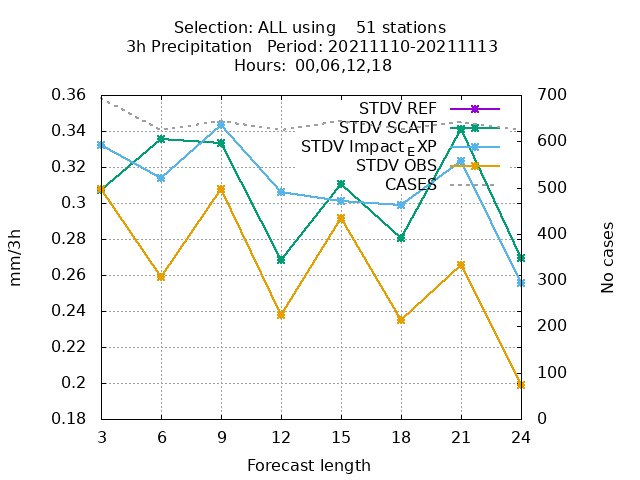 Selection: ALL using 51 stations
3h Precipitation Period: 20211110-20211113
Hours: 00,06,12,18
0.36
0.34
0.32
0.3
0.28
0.26
0.24
0.22
0.2
0.18
700
600
500
400
300
200
100
0
STDV REF
STDV SCATT
STDV Impact_EXP
STDV OBS
CASES
mm/3h
No cases
3 6 9 12 15 18 21 24
Forecast length